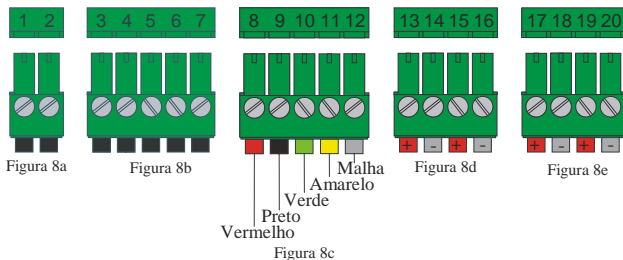 1 2
3 4 5 6 7
8 9 10 11 12
13 14 15 16
17 18 19 20
+ - + -
+ - + -
Figura 8a
Figura 8b
Malha
Amarelo
Verde
Preto
Vermelho
Figura 8c
Figura 8d
Figura 8e